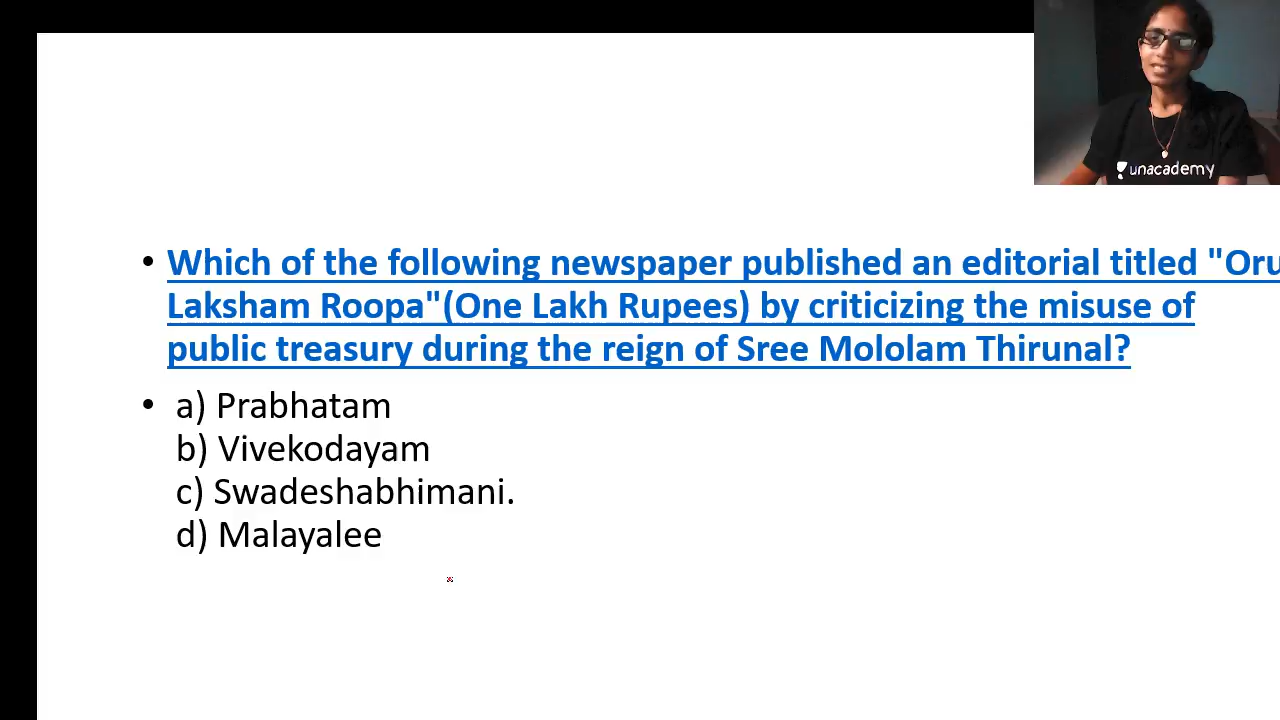 unacademy
• Which of the following newspaper published an editorial titled "Oru
Laksham Roopa"(One Lakh Rupees) by criticizing the misuse of
public treasury during the reign of Sree Mololam Thirunal?
• a) Prabhatam
b) Vivekodayam
c) Swadeshabhimani.
d) Malayalee